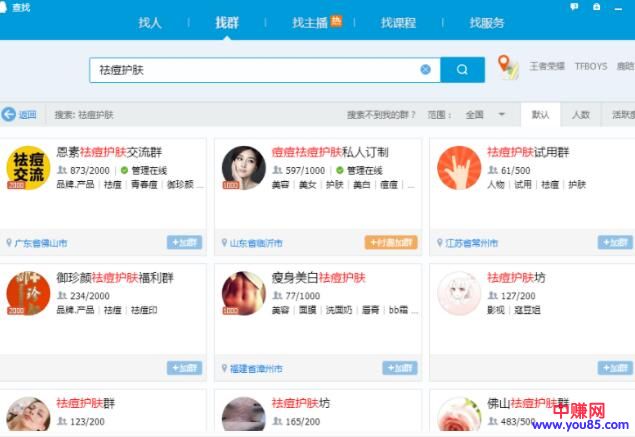 查找
找人 找群 找主播 热 找课程 找服务
祛痘护肤
王者荣耀 TFBOYS 鹿晗
返回 搜索: 祛痘护肤 搜索不到我的群? 范围: 全国 默认 人数 活跃度
祛痘交流
2000
恩素祛痘护肤交流群
873/2000 管理在线
品牌.产品 祛痘 青春痘 御珍颜 ...
广东省佛山市 +加群
1000
痘痘祛痘护肤私人订制
597/1000 管理在线
美容 美女 护肤 美白 痘痘 ...
山东省临沂市 +付费加群
祛痘护肤试用群
61/500
人物 试用 祛痘 护肤
江苏省常州市 +加群
2000
御珍颜祛痘护肤福利群
234/2000
品牌.产品 祛痘 祛痘印
+加群
1000
瘦身美白祛痘护肤
77/1000
美容 面膜 洗面奶 眉膏 bb霜 ...
福建省漳州市 +加群
祛痘护肤坊
127/200
影视 寇豆姐
+加群
祛痘护肤群
123/200
祛痘护肤坊
165/200
佛山祛痘护肤群
483/500
中赚网
www.you85.com